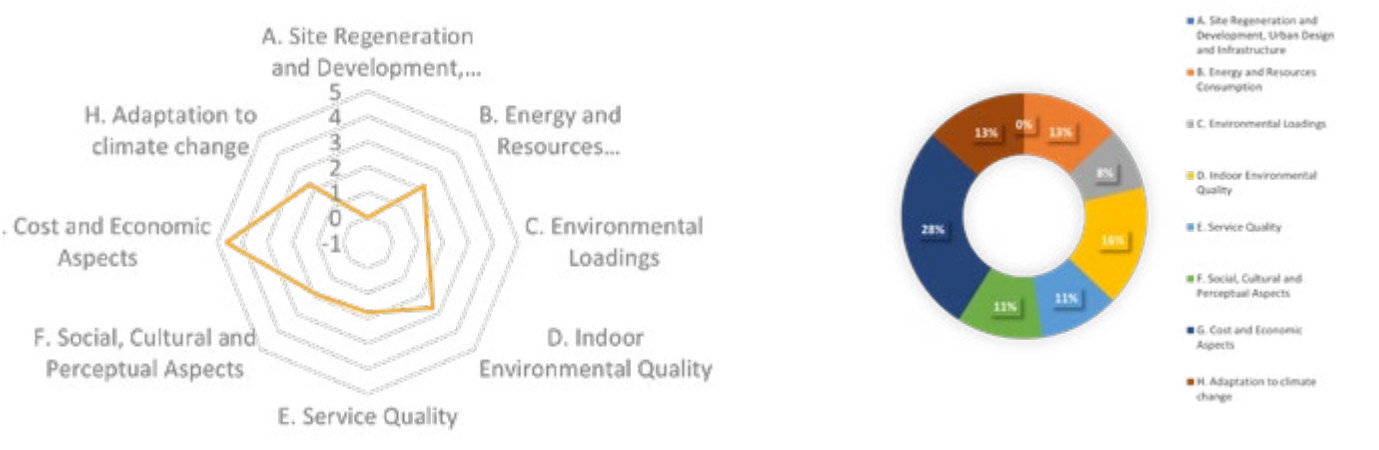 A. Site Regeneration
and Development,...
5
4
3
2
1
0
-1
H. Adaptation to
climate change
B. Energy and
Resources...
. Cost and Economic
Aspects
C. Environmental
Loadings
F. Social, Cultural and
Perceptual Aspects
D. Indoor
Environmental Quality
E. Service Quality
13%
0%
13%
8%
28%
16%
11%
11%
A. Site Regeneration and
Development, Urban Design
and Infrastructure
B. Energy and Resources
Consumption
C. Environmental Loadings
D. Indoor Environmental
Quality
E. Service Quality
F. Social, Cultural and
Perceptual Aspects
G. Cost and Economic
Aspects
H. Adaptation to climate
change